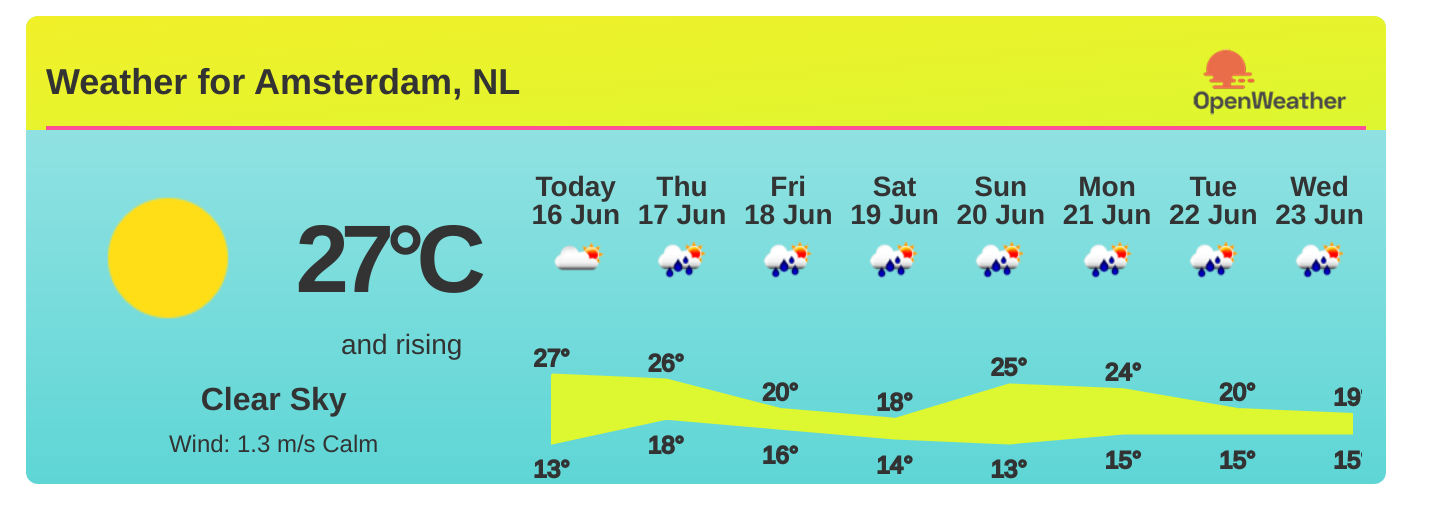 Weather for Amsterdam, NL
OpenWeather
27°C
and rising
Clear Sky
Wind: 1.3 m/s Calm
Today Thu Fri Sat Sun Mon Tue Wed
16 Jun 17 Jun 18 Jun 19 Jun 20 Jun 21 Jun 22 Jun 23 Jun
27° 26° 20° 18° 25° 24° 20° 19°
13° 18° 16° 14° 13° 15° 15° 15°